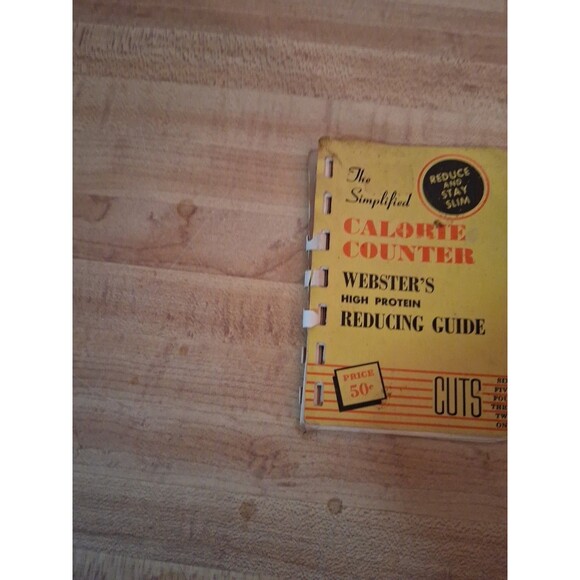 The
Simplified
REDUCE
AND
STAY
SLIM
CALORIE
COUNTER
WEBSTER'S
HIGH PROTEIN
REDUCING GUIDE
PRICE
50¢
CUTS